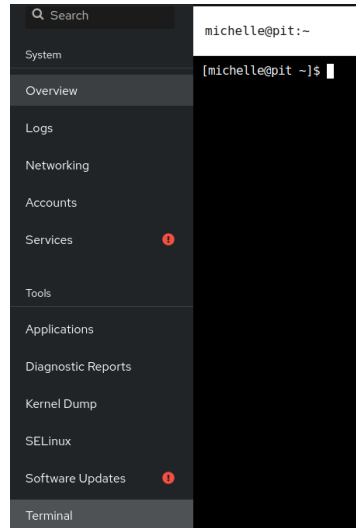 Search
System
Overview
Logs
Networking
Accounts
Services
Tools
Applications
Diagnostic Reports
Kernel Dump
SELinux
Software Updates
Terminal
michelle@pit:~
[michelle@pit ~]$